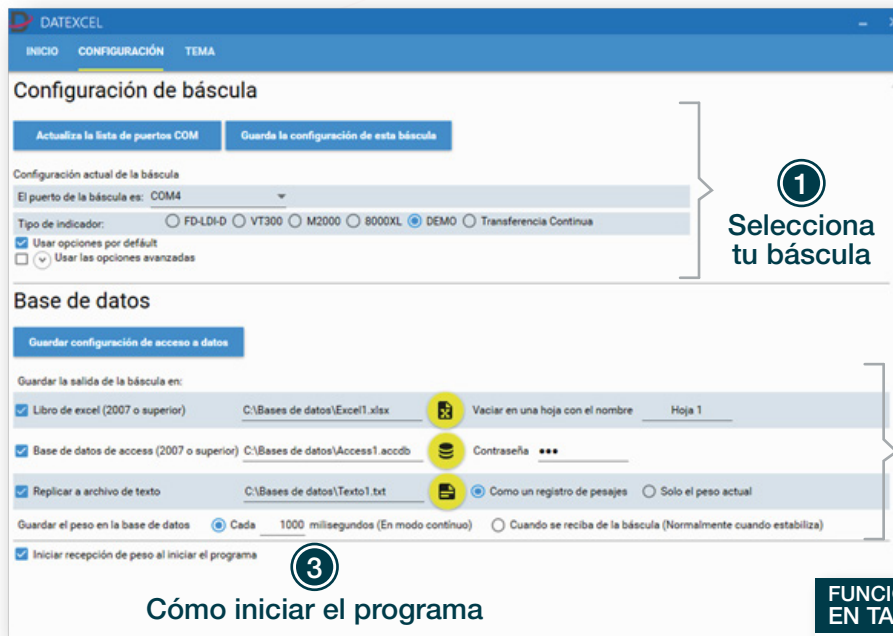 DATEXCEL
INICIO CONFIGURACIÓN TEMA
Configuración de báscula
Actualiza la lista de puertos COM Guarda la configuración de esta báscula
Configuración actual de la báscula
El puerto de la báscula es: COM4
Tipo de indicador: FD-LDI-D VT300 M2000 8000XL DEMO Transferencia Continua
Usar opciones por defáult
Usar las opciones avanzadas
1
Selecciona
tu báscula
Base de datos
Guardar configuración de acceso a datos
Guardar la salida de la báscula en:
Libro de excel (2007 o superior) C:\Bases de datos\Excel1.xlsx Vaciar en una hoja con el nombre Hoja 1
Base de datos de access (2007 o superior) C:\Bases de datos\Access1.accdb Contraseña •••
Replicar a archivo de texto C:\Bases de datos\Texto1.txt Como un registro de pesajes Solo el peso actual
Guardar el peso en la base de datos Cada 1000 milisegundos (En modo contínuo) Cuando se reciba de la báscula (Normalmente cuando estabiliza)
Iniciar recepción de peso al iniciar el programa
3
Cómo iniciar el programa
FUNCIO
EN TA